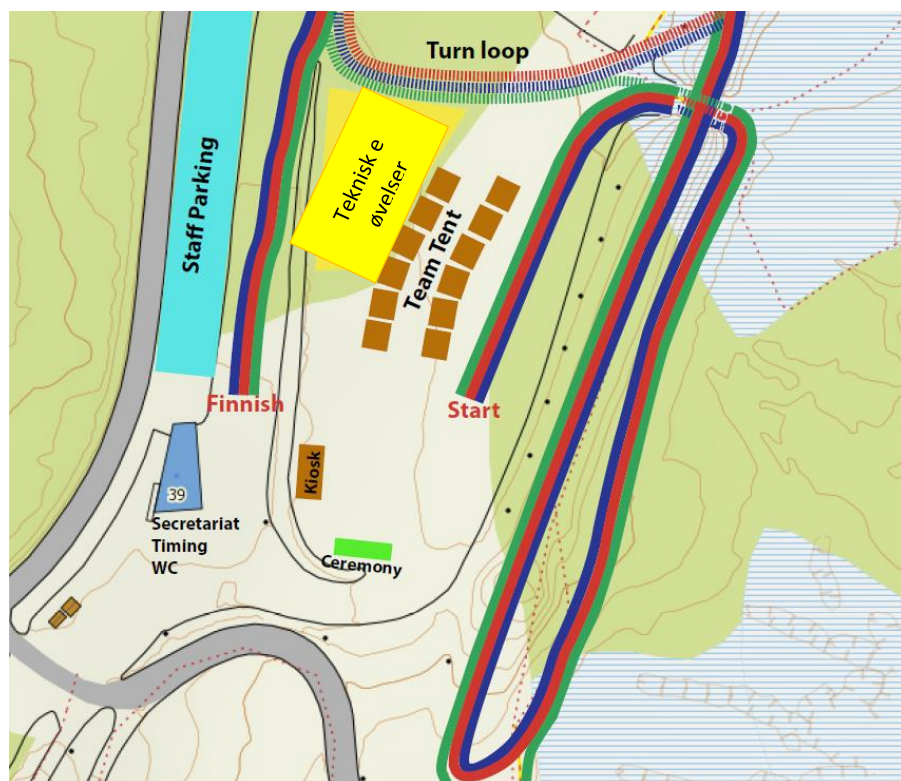 Turn loop
Staff Parking
Teknisk e
øvelser
Team Tent
Finnish
Start
Kiosk
39
Secretariat
Timing
WC
Ceremony